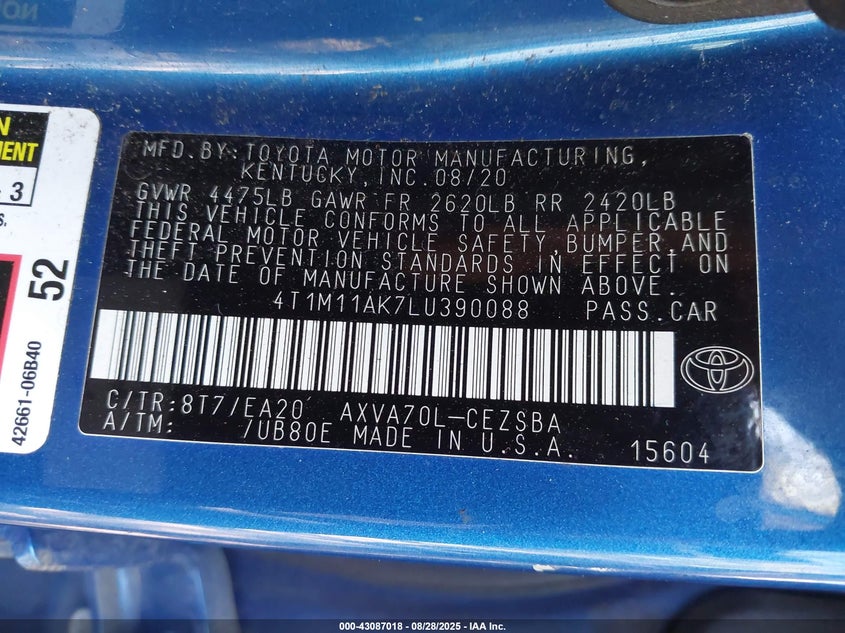 MFD. BY: TOYOTA MOTOR MANUFACTURING,
KENTUCKY, INC. 08/20
GVWR 4475LB GAWR FR 2620LB RR 2420LB
THIS VEHICLE CONFORMS TO ALL APPLICABLE
FEDERAL MOTOR VEHICLE SAFETY, BUMPER, AND
THEFT PREVENTION STANDARDS IN EFFECT ON
THE DATE OF MANUFACTURE SHOWN ABOVE.
4T1M11AK7LU390088 PASS. CAR
C/TR: 8T7/EA20 AXVA70L-CEZSBA
A/TM: /UB80E MADE IN U.S.A. 15604
3
52
42661-06B40
000-43087018 - 08/28/2025 - IAA Inc.